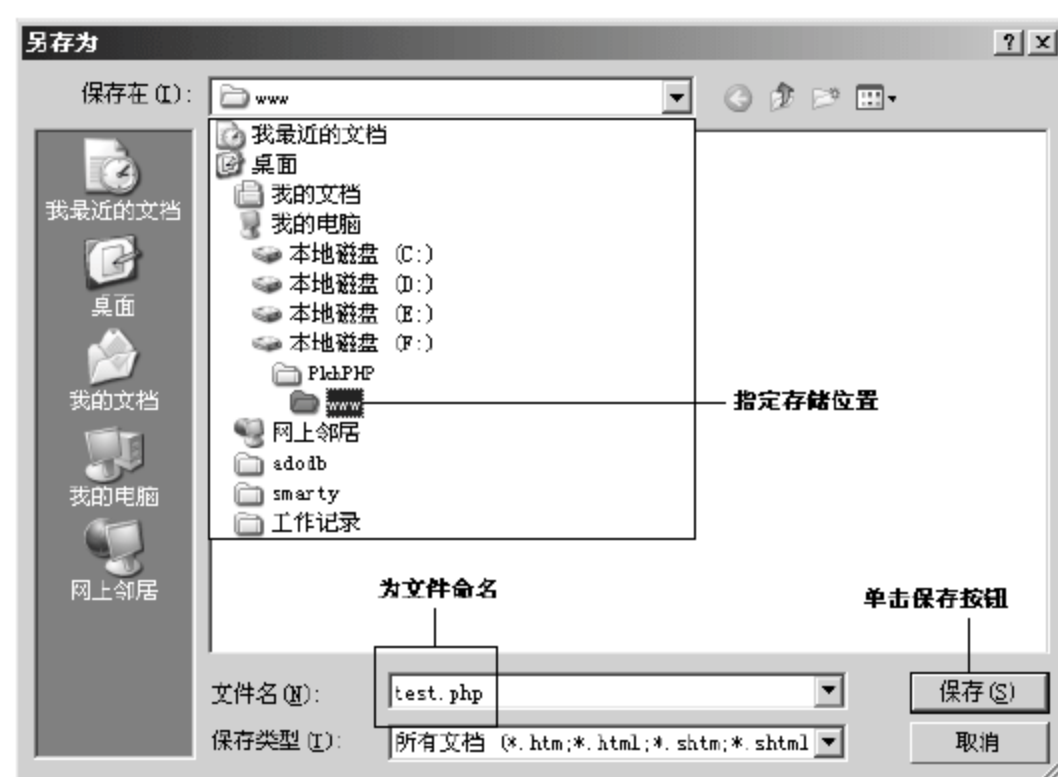 另存为
保存在(I):
www
我最近的文档
桌面
我的文档
我的电脑
本地磁盘 (C:)
本地磁盘 (D:)
本地磁盘 (E:)
本地磁盘 (F:)
www
网上邻居
adodb
smarty
工作记录
我最近的文档
桌面
我的文档
我的电脑
网上邻居
指定存储位置
为文件命名
单击保存按钮
文件名(N):
test.php
保存(S)
保存类型(T):
所有文档 (*.htm;*.html;*.shtm;*.shtml
取消